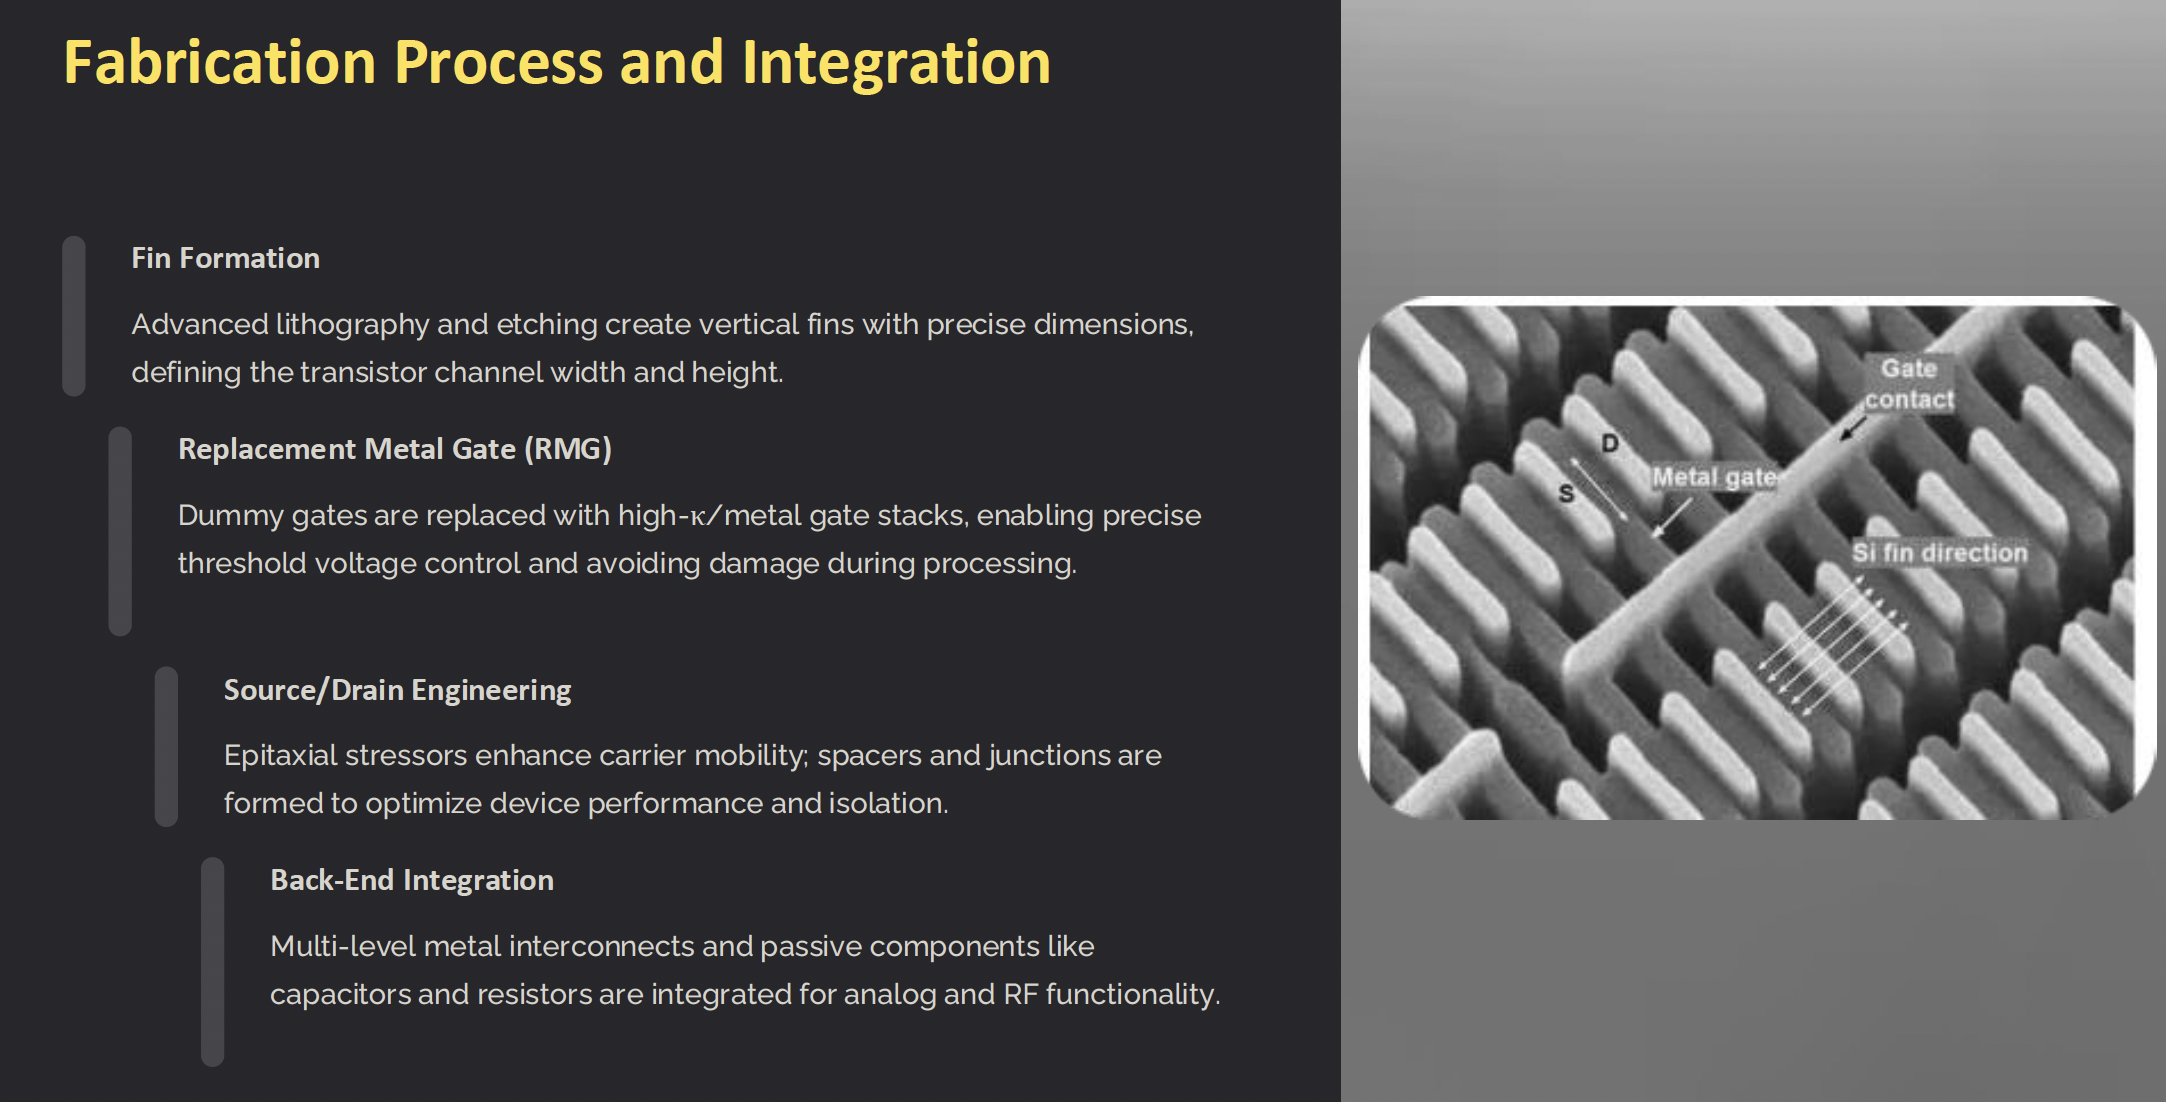 Fabrication Process and Integration
Fin Formation
Advanced lithography and etching create vertical fins with precise dimensions,
defining the transistor channel width and height.
Replacement Metal Gate (RMG)
Dummy gates are replaced with high-κ/metal gate stacks, enabling precise
threshold voltage control and avoiding damage during processing.
Source/Drain Engineering
Epitaxial stressors enhance carrier mobility; spacers and junctions are
formed to optimize device performance and isolation.
Back-End Integration
Multi-level metal interconnects and passive components like
capacitors and resistors are integrated for analog and RF functionality.
Gate
contact
D
Metal gate
S
Si fin direction